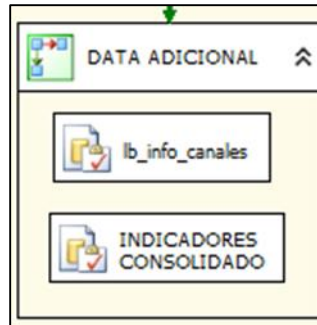 DATA ADICIONAL
lb_info_canales
INDICADORES
CONSOLIDADO